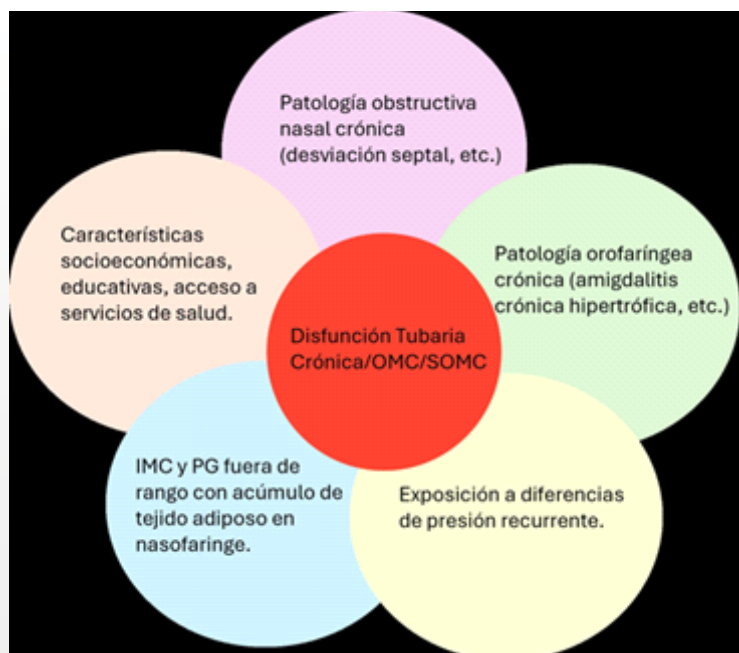 Patología obstructiva
nasal crónica
(desviación septal, etc.)
Características
socioeconómicas,
educativas, acceso a
servicios de salud.
Patología orofaríngea
crónica (amigdalitis
crónica hipertrófica, etc.)
Disfunción Tubaria
Crónica/OMC/SOMC
IMC y PG fuera de
rango con acúmulo de
tejido adiposo en
nasofaringe.
Exposición a diferencias
de presión recurrente.